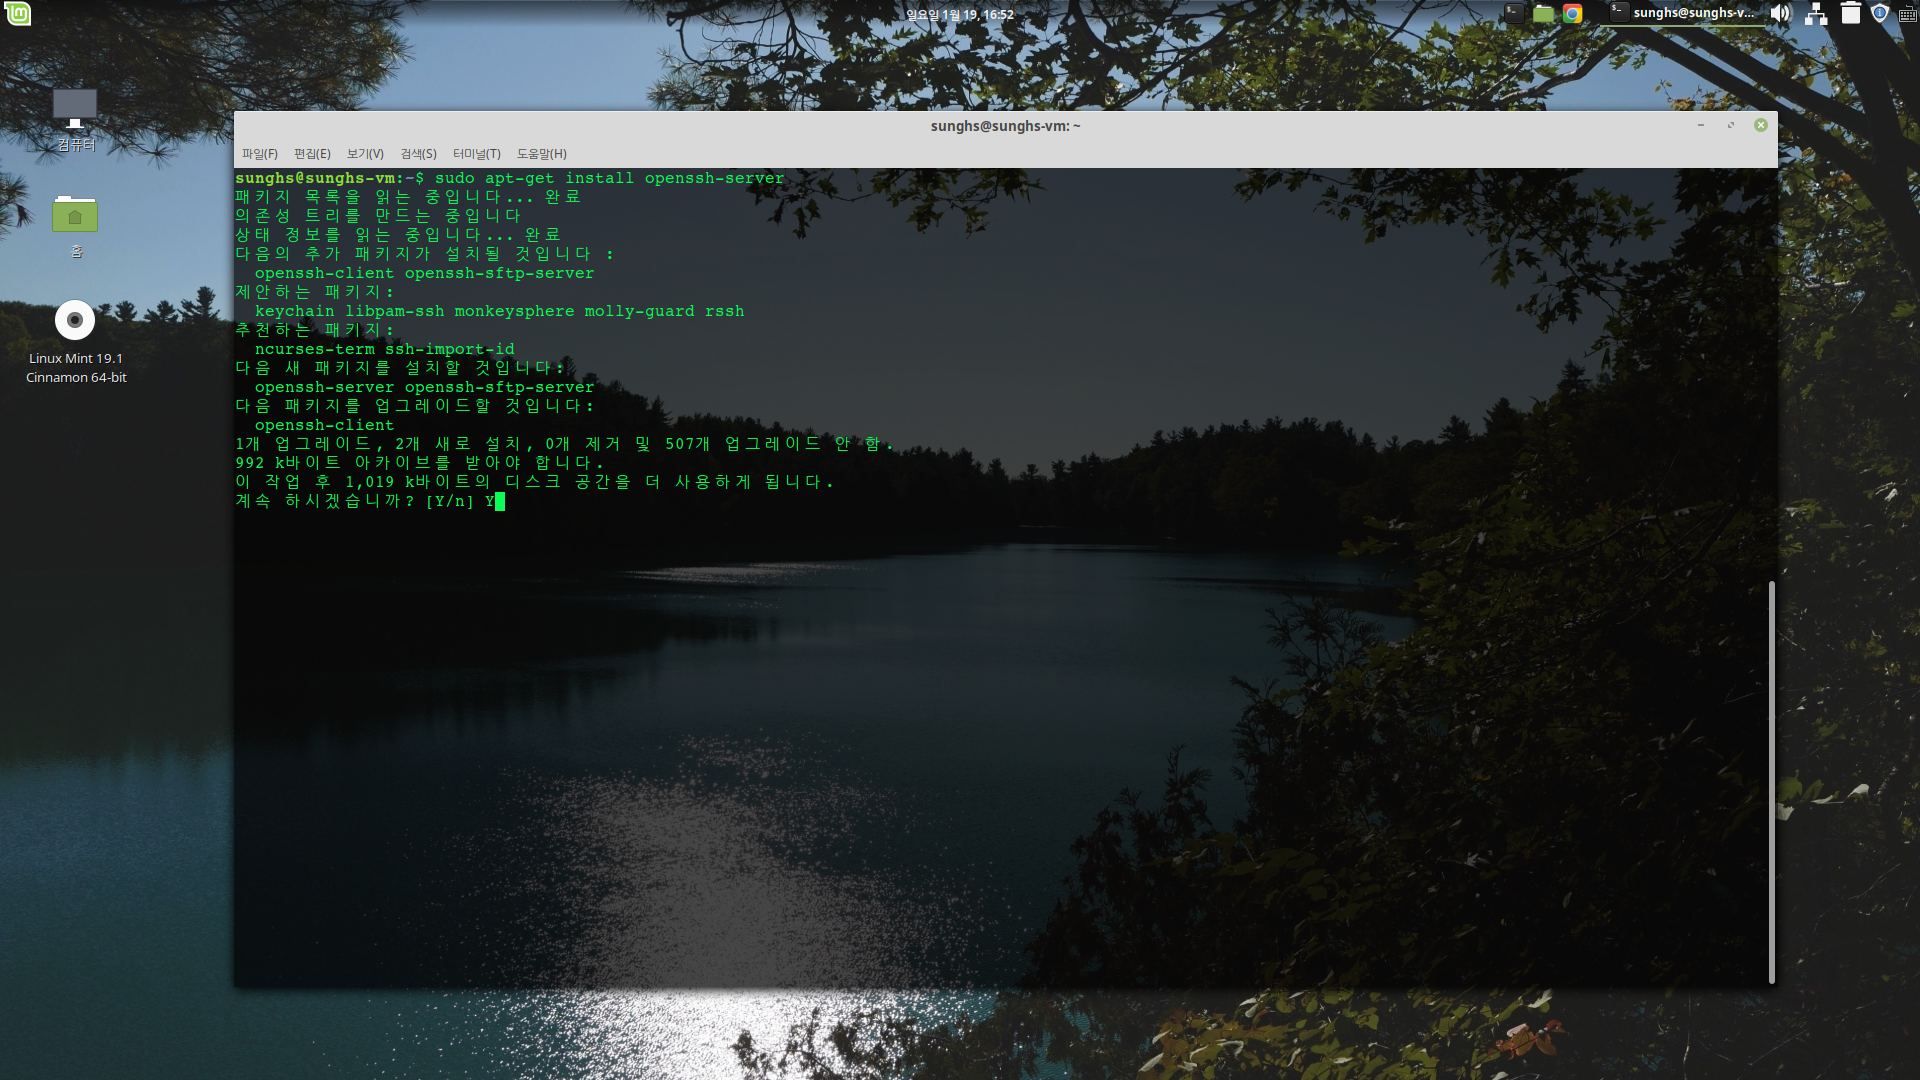 일요일 1월 19, 16:52
sunghs@sunghs-v...
컴퓨터
홈
Linux Mint 19.1
Cinnamon 64-bit
sunghs@sunghs-vm: ~
파일(F) 편집(E) 보기(V) 검색(S) 터미널(T) 도움말(H)
sunghs@sunghs-vm:~$ sudo apt-get install openssh-server
패키지 목록을 읽는 중입니다... 완료
의존성 트리를 만드는 중입니다
상태 정보를 읽는 중입니다... 완료
다음의 추가 패키지가 설치될 것입니다 :
openssh-client openssh-sftp-server
제안하는 패키지:
keychain libpam-ssh monkeysphere molly-guard rssh
추천하는 패키지:
ncurses-term ssh-import-id
다음 새 패키지를 설치할 것입니다:
openssh-server openssh-sftp-server
다음 패키지를 업그레이드할 것입니다:
openssh-client
1개 업그레이드, 2개 새로 설치, 0개 제거 및 507개 업그레이드 안 함.
992 k바이트 아카이브를 받아야 합니다.
이 작업 후 1,019 k바이트의 디스크 공간을 더 사용하게 됩니다.
계속 하시겠습니까? [Y/n] Y